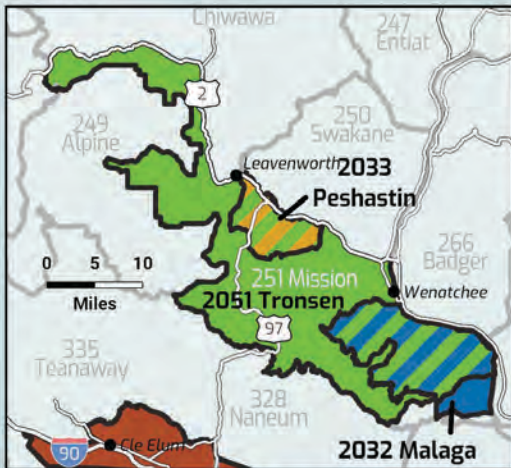 Chiwawa
247
Entiat
2
249
Alpine
250
Swakane
Leavenworth
2033
Peshastin
266
Badger
0 5 10
Miles
251 Mission
2051 Tronsen
Wenatchee
97
335
Teanaway
328
Naneum
90
Cle Elum
2032 Malaga